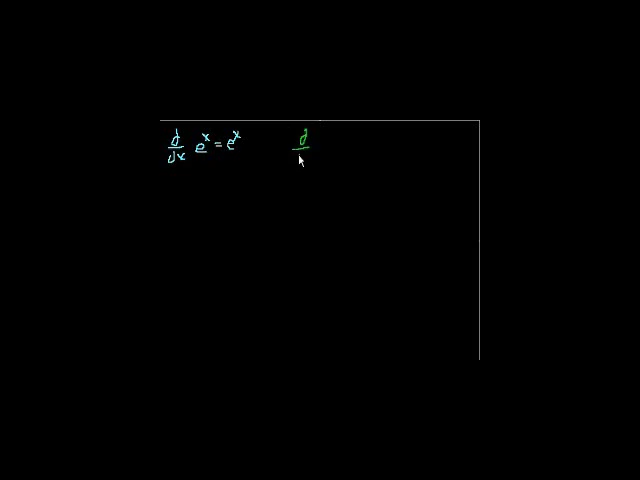 d/dx e^x = e^x d